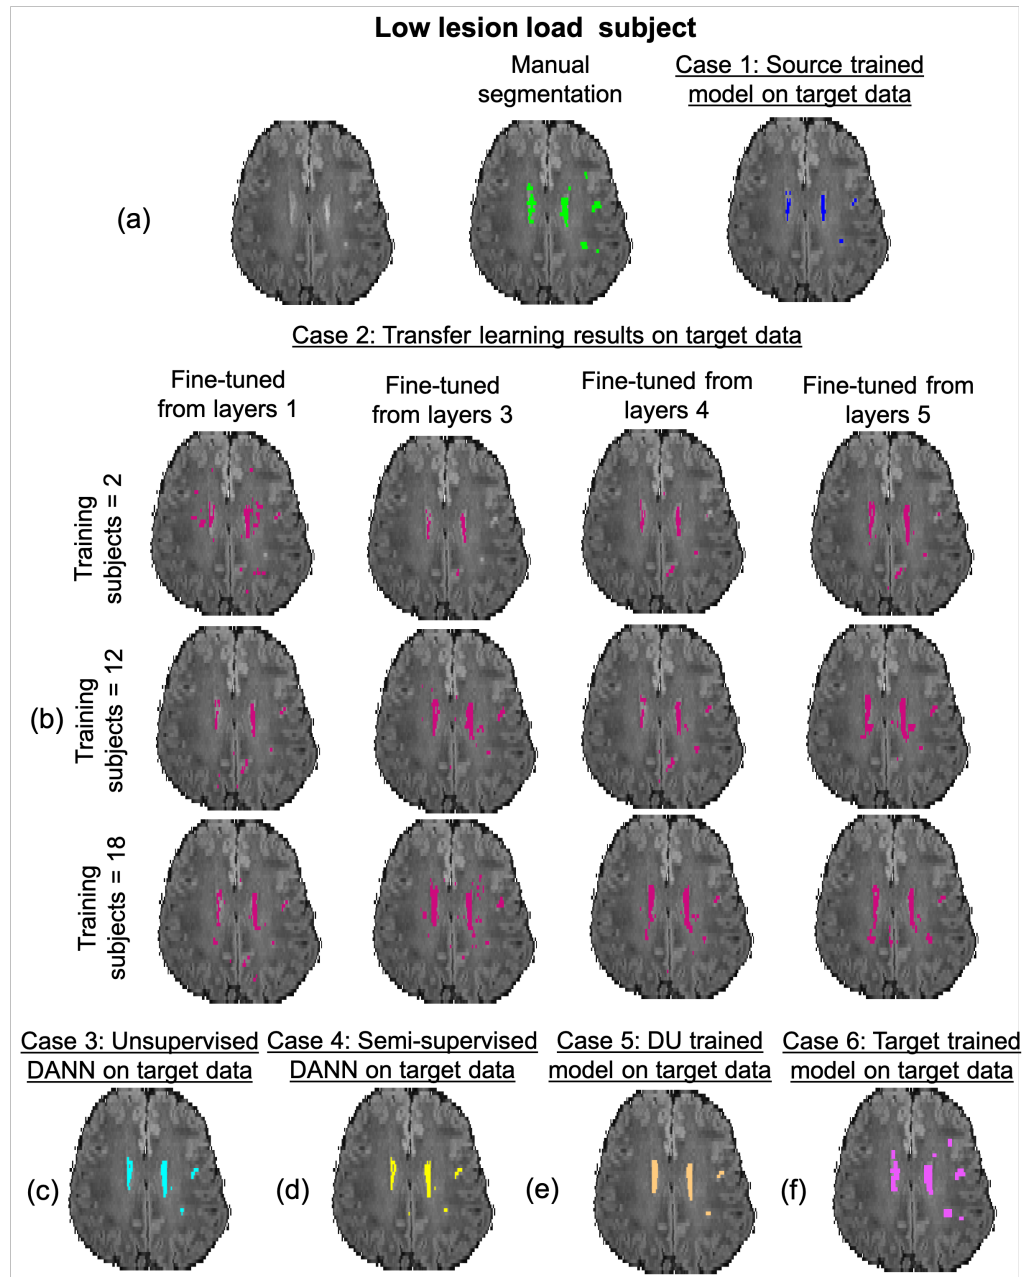 Low lesion load subject
Manual
segmentation
Case 1: Source trained
model on target data
(a)
Case 2: Transfer learning results on target data
Fine-tuned
from layers 1
Fine-tuned
from layers 3
Fine-tuned from
layers 4
Fine-tuned from
layers 5
Training
subjects = 2
(b)
Training
subjects = 12
Training
subjects = 18
Case 3: Unsupervised
DANN on target data
Case 4: Semi-supervised
DANN on target data
Case 5: DU trained
model on target data
Case 6: Target trained
model on target data
(c)
(d)
(e)
(f)